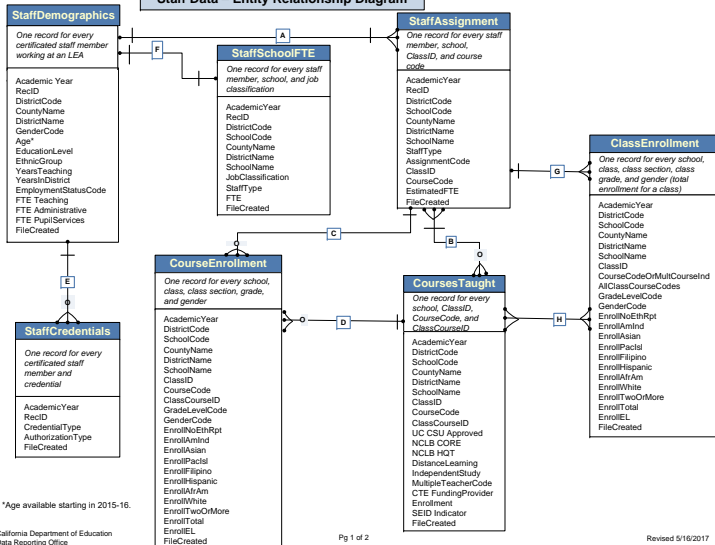 Staff Data – Entity Relationship Diagram
StaffDemographics
One record for every
certificated staff member
working at an LEA
Academic Year
RecID
DistrictCode
CountyName
DistrictName
GenderCode
Age*
EducationLevel
EthnicGroup
YearsTeaching
YearsInDistrict
EmploymentStatusCode
FTE Teaching
FTE Administrative
FTE PupilServices
FileCreated
A
F
StaffSchoolFTE
One record for every staff
member, school, and job
classification
AcademicYear
RecID
DistrictCode
SchoolCode
CountyName
DistrictName
SchoolName
JobClassification
StaffType
FTE
FileCreated
StaffAssignment
One record for every staff
member, school,
ClassID, and course
code
AcademicYear
RecID
DistrictCode
SchoolCode
CountyName
DistrictName
SchoolName
StaffType
AssignmentCode
ClassID
CourseCode
EstimatedFTE
FileCreated
G
ClassEnrollment
One record for every school,
class, class section, class
grade, and gender (total
enrollment for a class)
AcademicYear
DistrictCode
SchoolCode
CountyName
DistrictName
SchoolName
ClassID
CourseCodeOrMultCourseInd
AllClassCourseCodes
GradeLevelCode
GenderCode
EnrollNoEthRpt
EnrollAmInd
EnrollAsian
EnrollPacIsl
EnrollFilipino
EnrollHispanic
EnrollAfrAm
EnrollWhite
EnrollTwoOrMore
EnrollTotal
EnrollEL
FileCreated
C
B
O
O
E
O
StaffCredentials
One record for every
certificated staff
member and
credential
AcademicYear
RecID
CredentialType
AuthorizationType
FileCreated
CourseEnrollment
One record for every school,
class, class section, grade,
and gender
AcademicYear
DistrictCode
SchoolCode
CountyName
DistrictName
SchoolName
ClassID
CourseCode
ClassCourseID
GradeLevelCode
GenderCode
EnrollNoEthRpt
EnrollAmInd
EnrollAsian
EnrollPacIsl
EnrollFilipino
EnrollHispanic
EnrollAfrAm
EnrollWhite
EnrollTwoOrMore
EnrollTotal
EnrollEL
FileCreated
O
D
CoursesTaught
One record for every
school, ClassID,
CourseCode, and
ClassCourseID
AcademicYear
DistrictCode
SchoolCode
CountyName
DistrictName
SchoolName
ClassID
CourseCode
ClassCourseID
UC CSU Approved
NCLB CORE
NCLB HQT
DistanceLearning
IndependentStudy
MultipleTeacherCode
CTE FundingProvider
Enrollment
SEID Indicator
FileCreated
H
*Age available starting in 2015-16.
California Department of Education
Data Reporting Office
Pg 1 of 2
Revised 5/16/2017